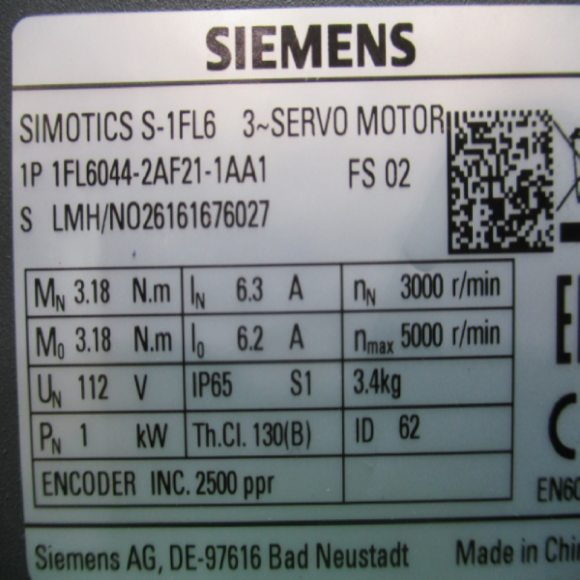 SIEMENS
SIMOTICS S-1FL6 3~SERVO MOTOR
1P 1FL6044-2AF21-1AA1 FS 02
S LMH/NO26161676027
MN 3.18 N.m IN 6.3 A nN 3000 r/min
M0 3.18 N.m I0 6.2 A nmax 5000 r/min
UN 112 V IP65 S1 3.4kg
PN 1 kW Th.Cl. 130(B) ID 62
ENCODER INC. 2500 ppr
Siemens AG, DE-97616 Bad Neustadt Made in